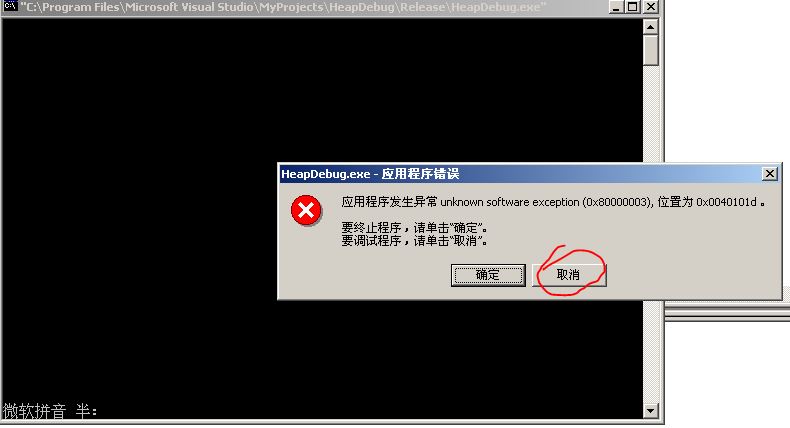 "C:\Program Files\Microsoft Visual Studio\MyProjects\HeapDebug\Release\HeapDebug.exe"
HeapDebug.exe - 应用程序错误
应用程序发生异常 unknown software exception (0x80000003), 位置为 0x0040101d 。
要终止程序，请单击“确定”。
要调试程序，请单击“取消”。
确定 取消
微软拼音 半: